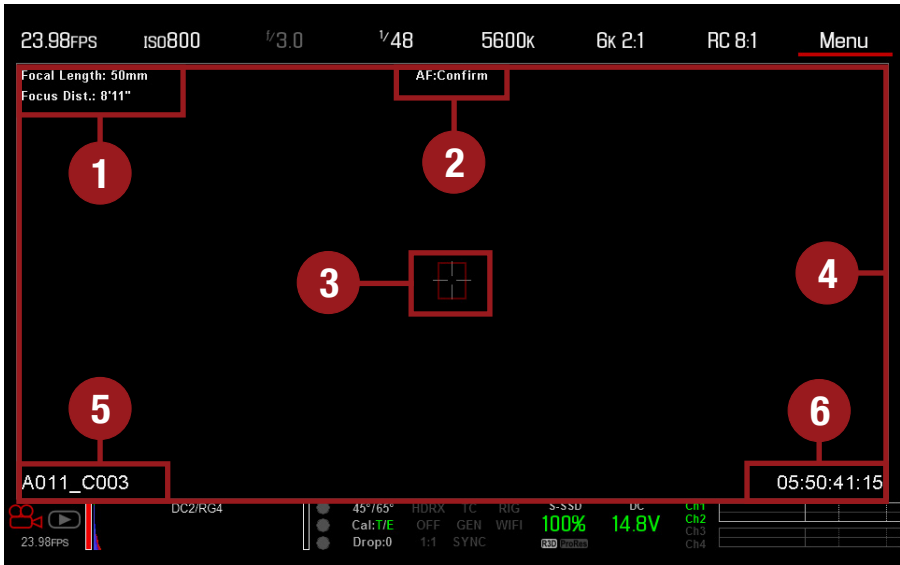 23.98FPS ISO800 f/3.0 1/48 5600K 6K 2:1 RC 8:1 Menu
Focal Length: 50mm
Focus Dist.: 8'11"
AF:Confirm
1
2
3
4
5
6
A011_C003
05:50:41:15
DC2/RG4 45°/65° HDRX TC RIG S-SSD DC Ch1
Cal:T/E OFF GEN WIFI 100% 14.8V Ch2
Ch3
23.98FPS Drop:0 1:1 SYNC R3D ProRes Ch4